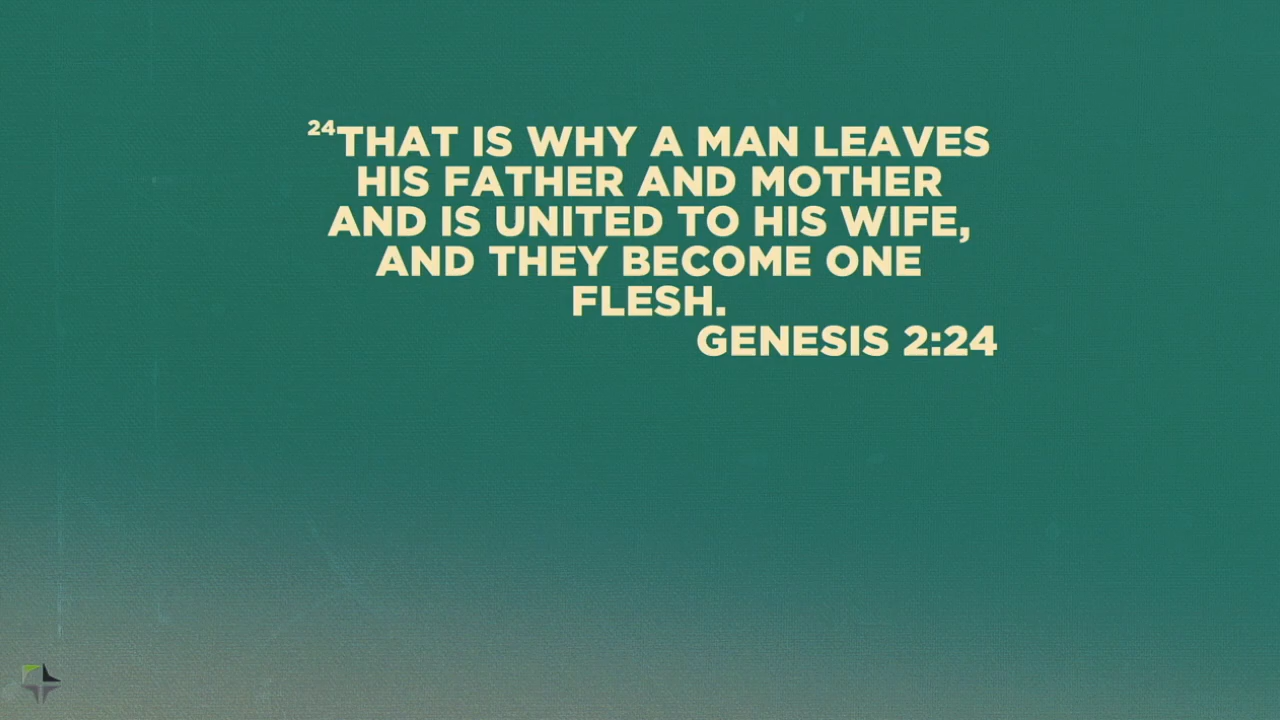 24THAT IS WHY A MAN LEAVES
HIS FATHER AND MOTHER
AND IS UNITED TO HIS WIFE,
AND THEY BECOME ONE
FLESH.
GENESIS 2:24